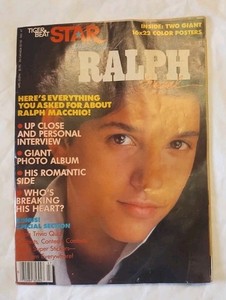 TIGER
BEAT
STAR
INSIDE: TWO GIANT
16x22 COLOR POSTERS
RALPH
HERE'S EVERYTHING
YOU ASKED FOR ABOUT
RALPH MACCHIO!
• UP CLOSE
AND PERSONAL
INTERVIEW
• GIANT
PHOTO ALBUM
• HIS ROMANTIC
SIDE
• WHO'S
BREAKING
HIS HEART?